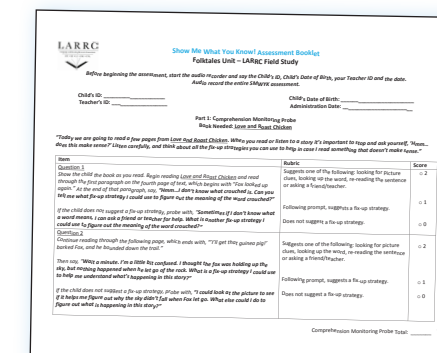 LARRC
Show Me What You Know! Assessment Booklet
Folktales Unit – LARRC Field Study
Before beginning the assessment, start the audio recorder and say the Child's ID, Child's Date of Birth, your Teacher ID and the date.
Audio record the entire SMWYK assessment.
Child's ID: ____________________
Child's Date of Birth: ____________________
Teacher's ID: ____________________
Administration Date: ____________________
Part 1: Comprehension Monitoring Probe
Book Needed: Love and Roast Chicken
"Today we are going to read a few pages from Love and Roast Chicken. When you read or listen to a story it's important to stop and ask yourself, 'Hmm…
does this make sense?' Listen carefully, and think about all the fix-up strategies you can use to help in case I read something that doesn't make sense."
Item Rubric Score
Question 1
Show the child the book as you read. Begin reading Love and Roast Chicken and read
through the first paragraph on the fourth page of text, which begins with "Fox looked up
again." At the end of that paragraph, say, "Hmm…I don't know what crouched is. Can you
tell me what fix-up strategy I could use to figure out the meaning of the word crouched?"
If the child does not suggest a fix-up strategy, probe with, "Sometimes if I don't know what
a word means, I can ask a friend or teacher for help. What is another fix-up strategy I
could use to figure out the meaning of the word crouched?"
Suggests one of the following: looking for Picture
clues, looking up the word, re-reading the sentence
or asking a friend/teacher.
○ 2
Following prompt, suggests a fix-up strategy.
○ 1
Does not suggest a fix-up strategy.
○ 0
Question 2
Continue reading through the following page, which ends with, "'I'll get that guinea pig!'
barked Fox, and he bounded down the trail."
Then say, "Wait a minute. I'm a little bit confused. I thought the fox was holding up the
sky, but nothing happened when he let go of the rock. What is a fix-up strategy I could use
to help me understand what's happening in this story?"
If the child does not suggest a fix-up strategy, probe with, "I could look at the picture to see
if it helps me figure out why the sky didn't fall when Fox let go. What else could I do to
figure out what is happening in this story?"
Suggests one of the following: looking for picture
clues, looking up the word, re-reading the sentence
or asking a friend/teacher.
○ 2
Following prompt, suggests a fix-up strategy.
○ 1
Does not suggest a fix-up strategy.
○ 0
Comprehension Monitoring Probe Total: ______